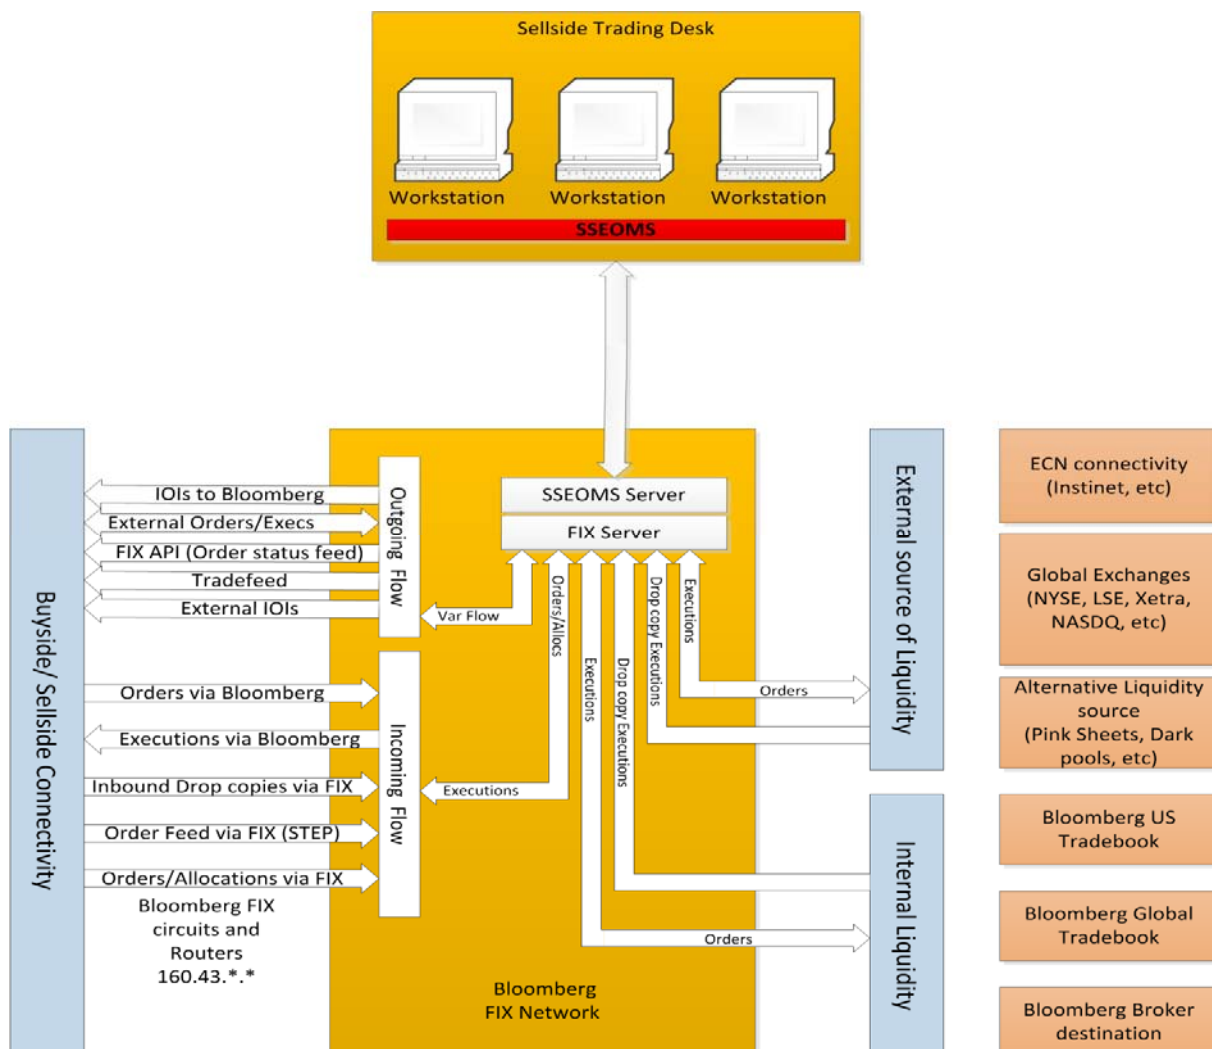 Sellside Trading Desk
Workstation
Workstation
Workstation
SSEOMS
Buyside/ Sellside Connectivity
IOIs to Bloomberg
External Orders/Execs
FIX API (Order status feed)
Tradefeed
External IOIs
Orders via Bloomberg
Executions via Bloomberg
Inbound Drop copies via FIX
Order Feed via FIX (STEP)
Orders/Allocations via FIX
Bloomberg FIX
circuits and
Routers
160.43.*.*
Outgoing Flow
Incoming Flow
SSEOMS Server
FIX Server
Var Flow
Executions
Orders/Allocs
Executions
Drop copy Executions
Drop copy Executions
Executions
Orders
Orders
Bloomberg
FIX Network
External source of Liquidity
Internal Liquidity
ECN connectivity
(Instinet, etc)
Global Exchanges
(NYSE, LSE, Xetra,
NASDQ, etc)
Alternative Liquidity
source
(Pink Sheets, Dark
pools, etc)
Bloomberg US
Tradebook
Bloomberg Global
Tradebook
Bloomberg Broker
destination